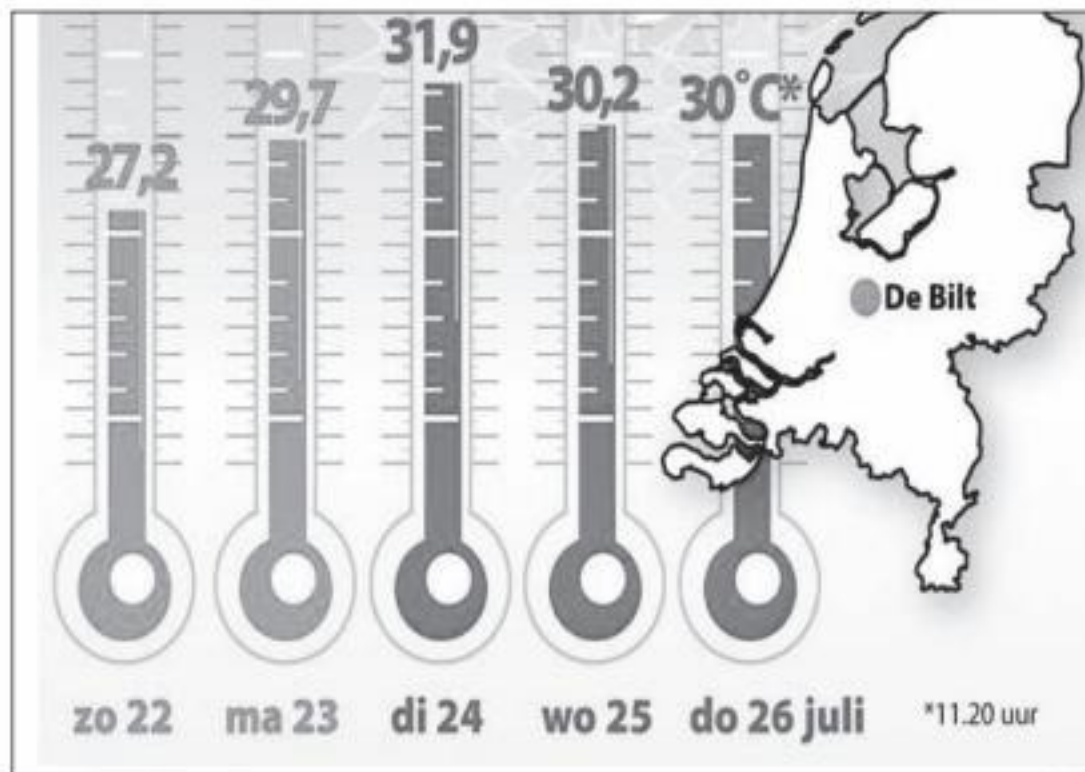 27,2
29,7
31,9
30,2
30°C*
De Bilt
zo 22 ma 23 di 24 wo 25 do 26 juli
*11.20 uur